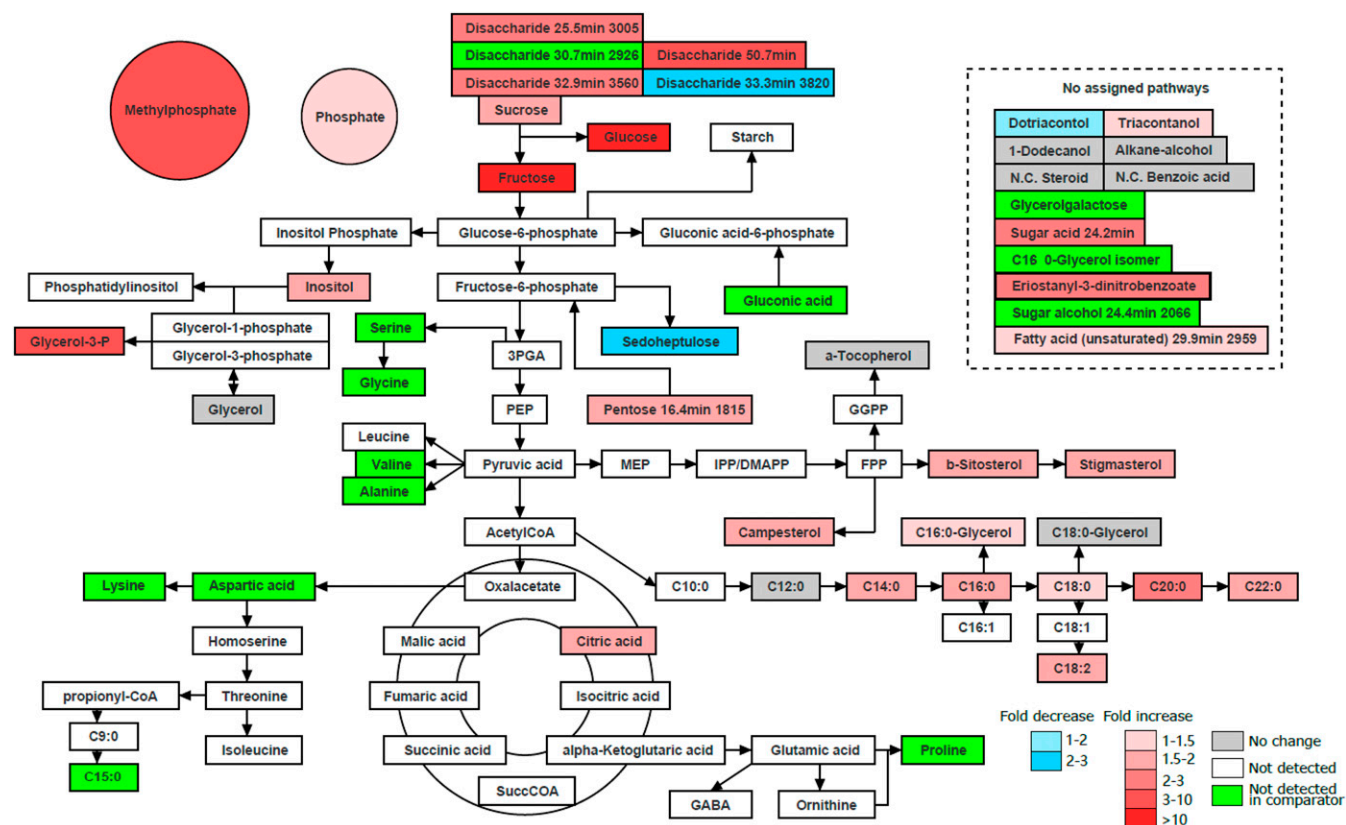 Disaccharide 25.5min 3005
Disaccharide 30.7min 2926
Disaccharide 50.7min
Disaccharide 32.9min 3560
Disaccharide 33.3min 3820
Methylphosphate
Phosphate
Sucrose
Glucose
Starch
Fructose
Inositol Phosphate
Glucose-6-phosphate
Gluconic acid-6-phosphate
Phosphatidylinositol
Inositol
Fructose-6-phosphate
Gluconic acid
Glycerol-1-phosphate
Glycerol-3-P
Glycerol-3-phosphate
Serine
Sedoheptulose
3PGA
a-Tocopherol
Glycine
Glycerol
PEP
Pentose 16.4min 1815
GGPP
Leucine
Valine
Pyruvic acid
MEP
IPP/DMAPP
FPP
b-Sitosterol
Stigmasterol
Alanine
AcetylCoA
Campesterol
C16:0-Glycerol
C18:0-Glycerol
Lysine
Aspartic acid
Oxalacetate
C10:0
C12:0
C14:0
C16:0
C18:0
C20:0
C22:0
Homoserine
Malic acid
Citric acid
C16:1
C18:1
C18:2
propionyl-CoA
Threonine
Fumaric acid
Isocitric acid
C9:0
Isoleucine
Succinic acid
alpha-Ketoglutaric acid
Glutamic acid
Proline
C15:0
SuccCOA
GABA
Ornithine
No assigned pathways
Dotriacontol
Triacontanol
1-Dodecanol
Alkane-alcohol
N.C. Steroid
N.C. Benzoic acid
Glycerolgalactose
Sugar acid 24.2min
C16 0-Glycerol isomer
Eriostanyl-3-dinitrobenzoate
Sugar alcohol 24.4min 2066
Fatty acid (unsaturated) 29.9min 2959
Fold decrease
1-2
2-3
Fold increase
1-1.5
1.5-2
2-3
3-10
>10
No change
Not detected
Not detected
in comparator